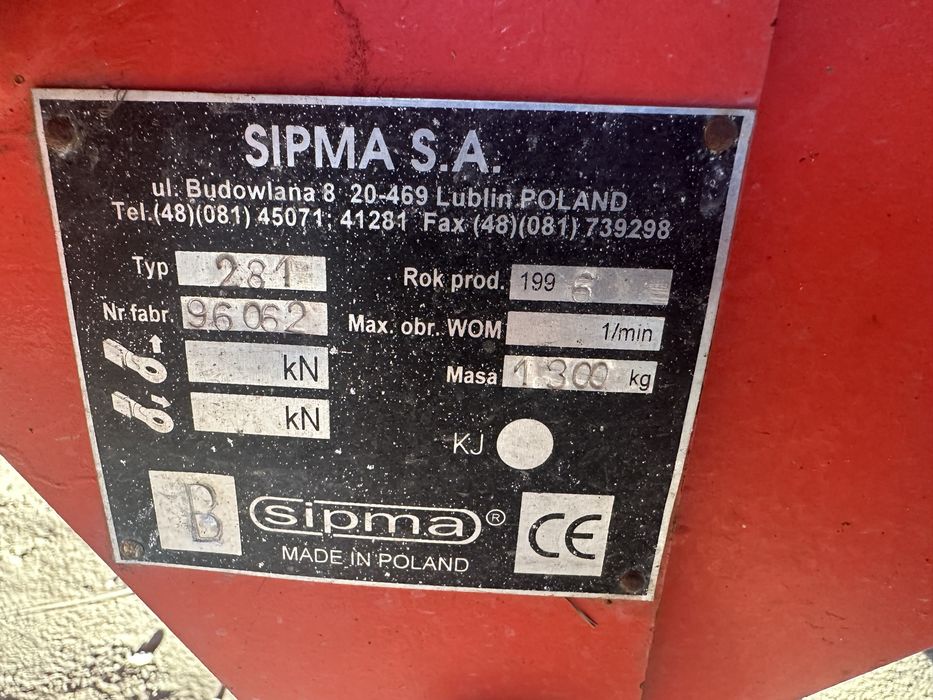 SIPMA S.A.
ul. Budowlana 8 20-469 Lublin POLAND
Tel.(48)(081) 45071; 41281 Fax (48)(081) 739298
Typ 281 Rok prod. 199 6
Nr fabr. 96062 Max. obr. WOM 1/min
kN Masa 1300 kg
kN
KJ
B sipma® CE
MADE IN POLAND